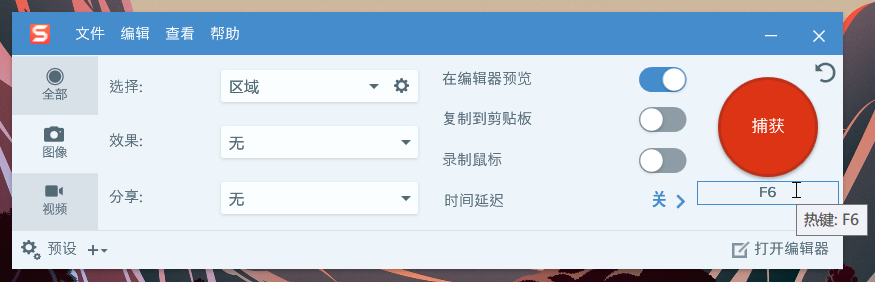 S
文件 编辑 查看 帮助
全部
选择: 区域
在编辑器预览
复制到剪贴板
捕获
图像
效果: 无
录制鼠标
视频
分享: 无
时间延迟 关
F6
热键: F6
预设 +
打开编辑器